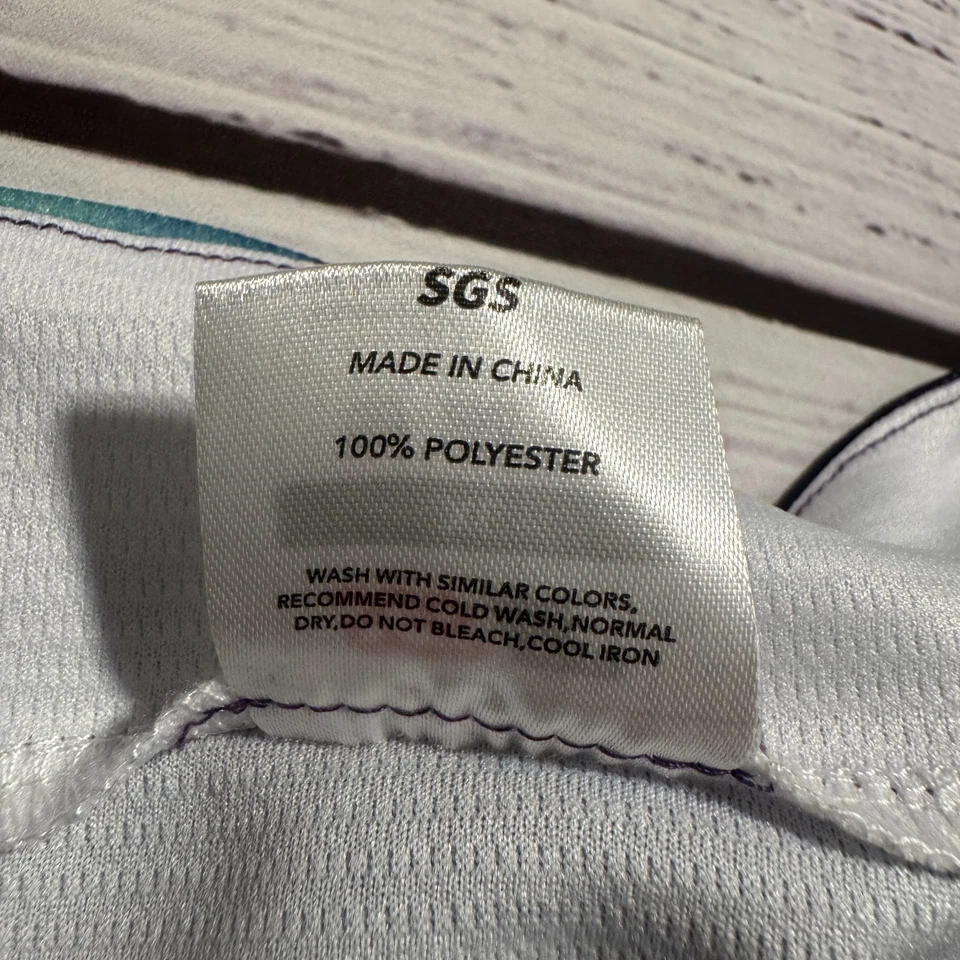 SGS
MADE IN CHINA
100% POLYESTER
WASH WITH SIMILAR COLORS,
RECOMMEND COLD WASH,NORMAL
DRY,DO NOT BLEACH,COOL IRON